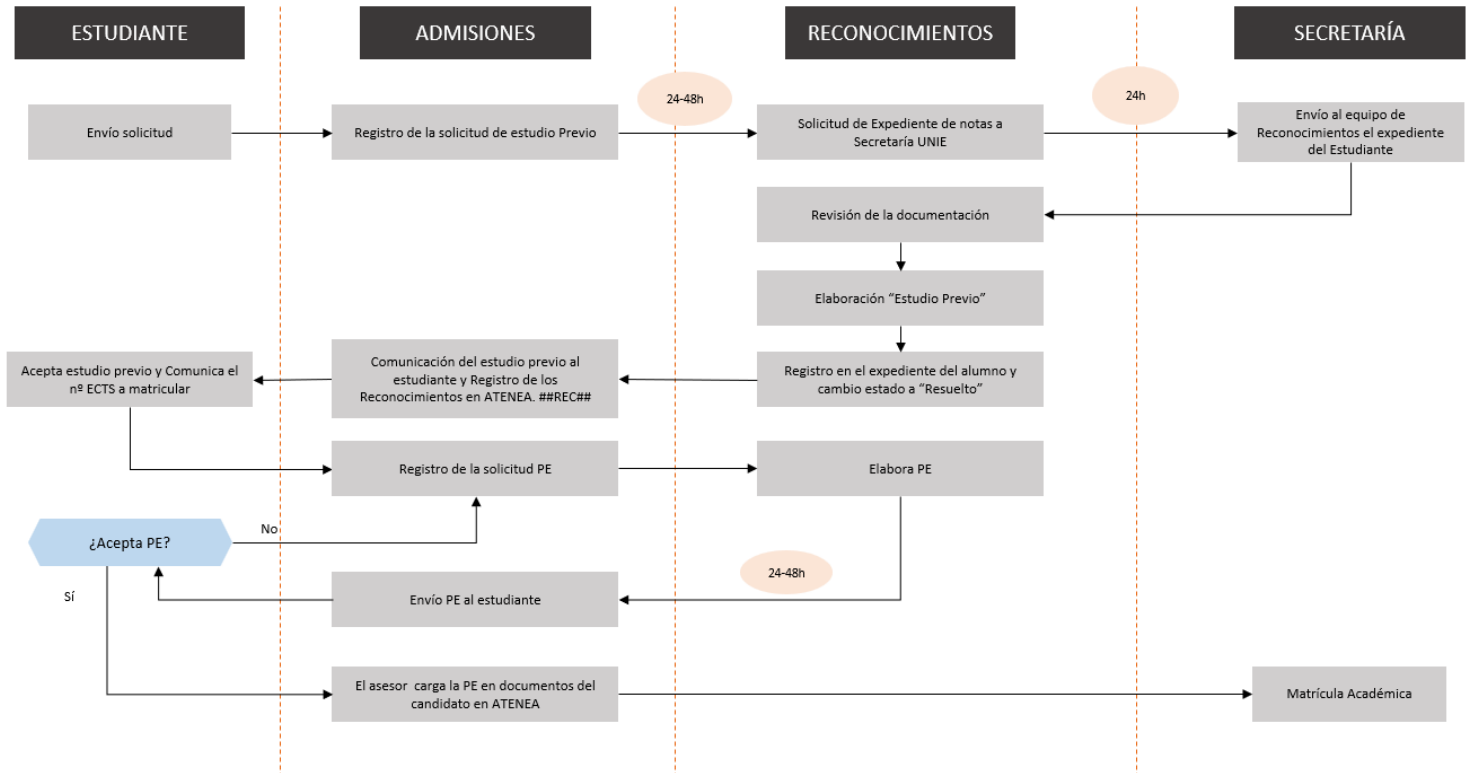 ESTUDIANTE
ADMISIONES
RECONOCIMIENTOS
SECRETARÍA
24-48h
24h
Envío solicitud
Registro de la solicitud de estudio Previo
Solicitud de Expediente de notas a
Secretaría UNIE
Envío al equipo de
Reconocimientos el expediente
del Estudiante
Revisión de la documentación
Elaboración “Estudio Previo”
Acepta estudio previo y Comunica el
nº ECTS a matricular
Comunicación del estudio previo al
estudiante y Registro de los
Reconocimientos en ATENEA. ##REC##
Registro en el expediente del alumno y
cambio estado a “Resuelto”
Registro de la solicitud PE
Elabora PE
¿Acepta PE?
No
Sí
24-48h
Envío PE al estudiante
El asesor  carga la PE en documentos del
candidato en ATENEA
Matrícula Académica